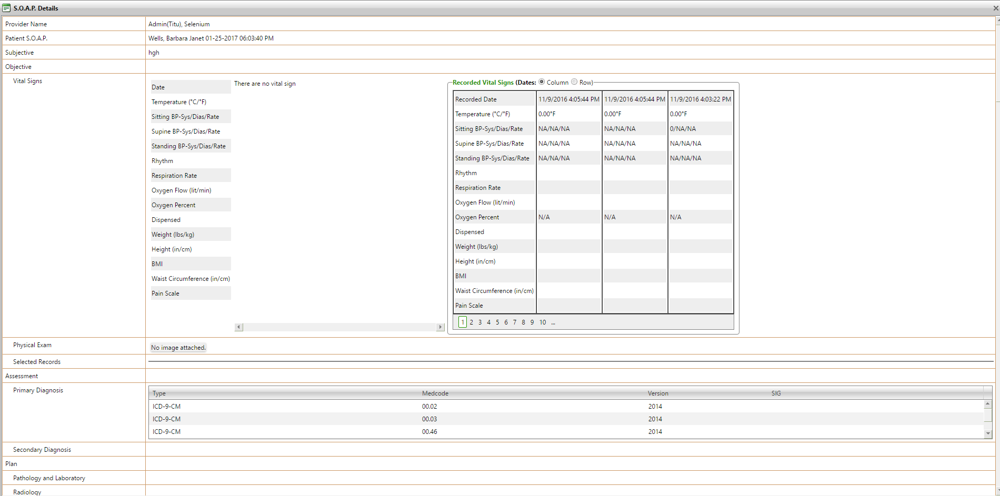 S.O.A.P. Details
Provider Name Admin(Titu), Selenium
Patient S.O.A.P. Wells, Barbara Janet 01-25-2017 06:03:40 PM
Subjective hgh
Objective
Vital Signs
Date There are no vital sign
Temperature (°C/°F)
Sitting BP-Sys/Dias/Rate
Supine BP-Sys/Dias/Rate
Standing BP-Sys/Dias/Rate
Rhythm
Respiration Rate
Oxygen Flow (lit/min)
Oxygen Percent
Dispensed
Weight (lbs/kg)
Height (in/cm)
BMI
Waist Circumference (in/cm)
Pain Scale
Recorded Vital Signs (Dates: Column Row)
Recorded Date 11/9/2016 4:05:44 PM 11/9/2016 4:05:44 PM 11/9/2016 4:03:22 PM
Temperature (°C/°F) 0.00°F 0.00°F 0.00°F
Sitting BP-Sys/Dias/Rate NA/NA/NA NA/NA/NA 0/NA/NA
Supine BP-Sys/Dias/Rate NA/NA/NA NA/NA/NA NA/NA/NA
Standing BP-Sys/Dias/Rate NA/NA/NA NA/NA/NA NA/NA/NA
Rhythm
Respiration Rate
Oxygen Flow (lit/min)
Oxygen Percent N/A N/A N/A
Dispensed
Weight (lbs/kg)
Height (in/cm)
BMI
Waist Circumference (in/cm)
Pain Scale
1 2 3 4 5 6 7 8 9 10 ...
Physical Exam No image attached.
Selected Records
Assessment
Primary Diagnosis
Type Medcode Version SIG
ICD-9-CM 00.02 2014
ICD-9-CM 00.03 2014
ICD-9-CM 00.46 2014
Secondary Diagnosis
Plan
Pathology and Laboratory
Radiology